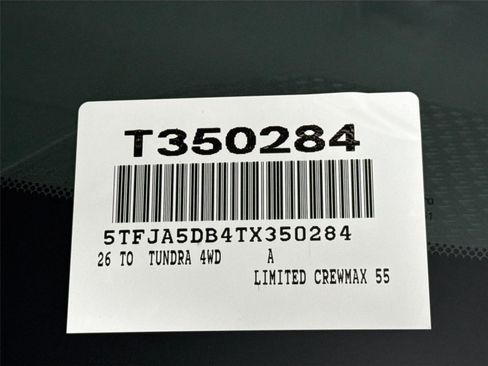 T350284
5TFJA5DB4TX350284
26 TO TUNDRA 4WD A
LIMITED CREWMAX 55